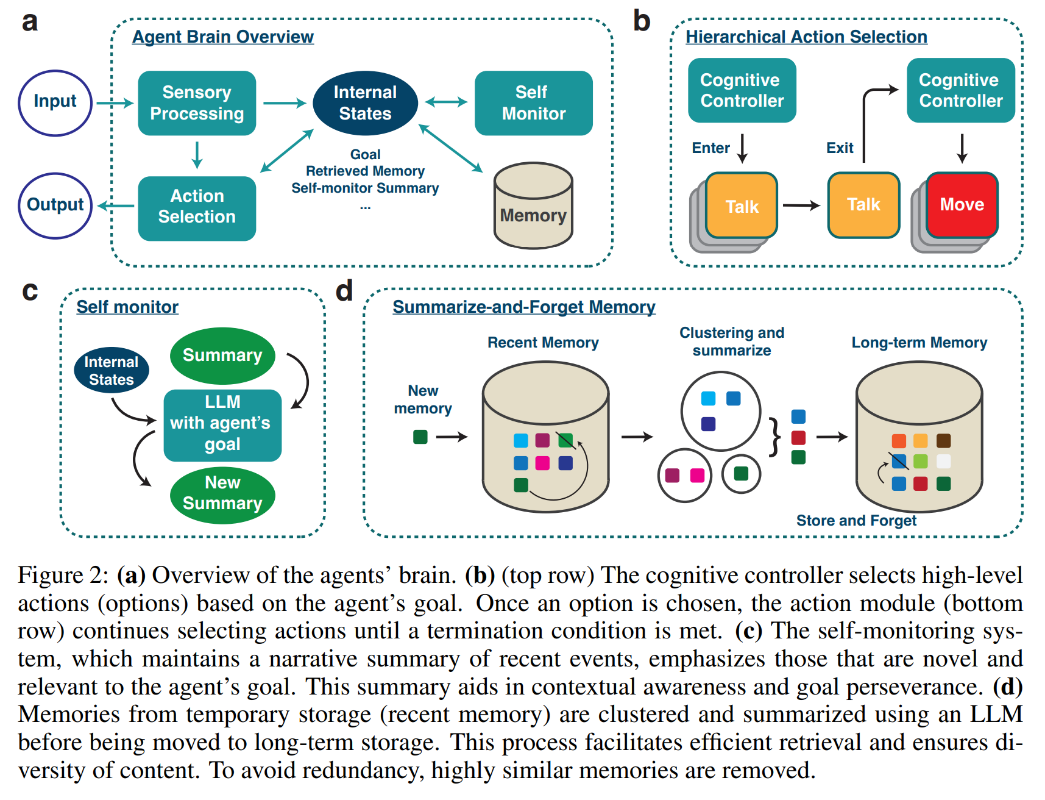 a
Agent Brain Overview
Input
Sensory
Processing
Internal
States
Self
Monitor
Goal
Retrieved Memory
Self-monitor Summary
...
Output
Action
Selection
Memory
b
Hierarchical Action Selection
Cognitive
Controller
Cognitive
Controller
Enter
Exit
Talk
Talk
Move
c
Self monitor
Internal
States
Summary
LLM
with agent's
goal
New
Summary
d
Summarize-and-Forget Memory
Recent Memory
Clustering and
summarize
Long-term Memory
New
memory
Store and Forget
Figure 2: (a) Overview of the agents' brain. (b) (top row) The cognitive controller selects high-level
actions (options) based on the agent's goal. Once an option is chosen, the action module (bottom
row) continues selecting actions until a termination condition is met. (c) The self-monitoring sys-
tem, which maintains a narrative summary of recent events, emphasizes those that are novel and
relevant to the agent's goal. This summary aids in contextual awareness and goal perseverance. (d)
Memories from temporary storage (recent memory) are clustered and summarized using an LLM
before being moved to long-term storage. This process facilitates efficient retrieval and ensures di-
versity of content. To avoid redundancy, highly similar memories are removed.